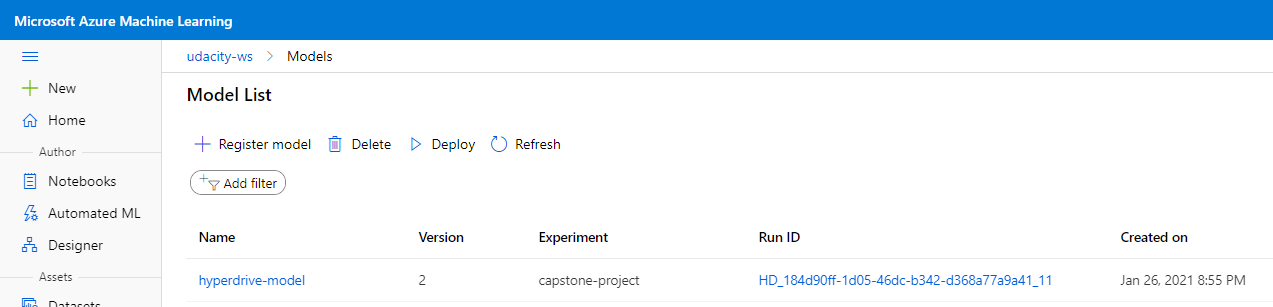 Microsoft Azure Machine Learning
udacity-ws > Models
New
Home
Author
Notebooks
Automated ML
Designer
Assets
Datasets
Model List
Register model Delete Deploy Refresh
Add filter
Name Version Experiment Run ID Created on
hyperdrive-model 2 capstone-project HD_184d90ff-1d05-46dc-b342-d368a77a9a41_11 Jan 26, 2021 8:55 PM